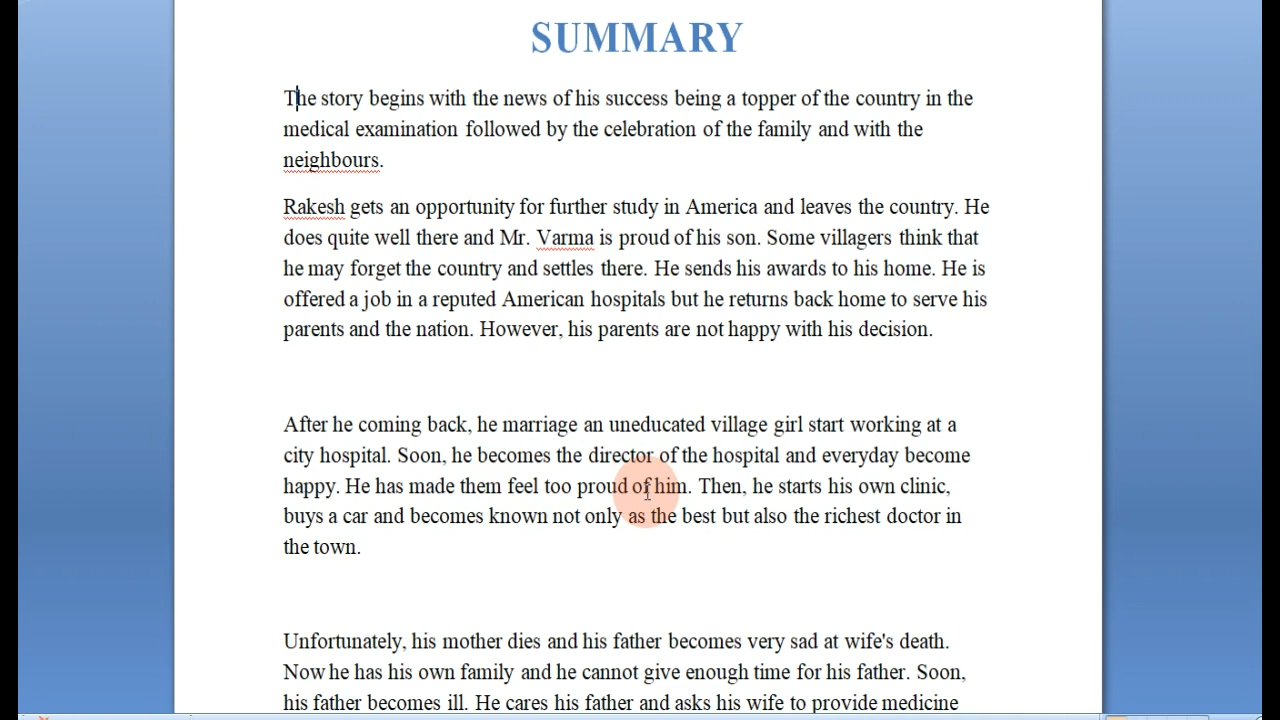 SUMMARY
The story begins with the news of his success being a topper of the country in the
medical examination followed by the celebration of the family and with the
neighbours.
Rakesh gets an opportunity for further study in America and leaves the country. He
does quite well there and Mr. Varma is proud of his son. Some villagers think that
he may forget the country and settles there. He sends his awards to his home. He is
offered a job in a reputed American hospitals but he returns back home to serve his
parents and the nation. However, his parents are not happy with his decision.
After he coming back, he marriage an uneducated village girl start working at a
city hospital. Soon, he becomes the director of the hospital and everyday become
happy. He has made them feel too proud of him. Then, he starts his own clinic,
buys a car and becomes known not only as the best but also the richest doctor in
the town.
Unfortunately, his mother dies and his father becomes very sad at wife's death.
Now he has his own family and he cannot give enough time for his father. Soon,
his father becomes ill. He cares his father and asks his wife to provide medicine